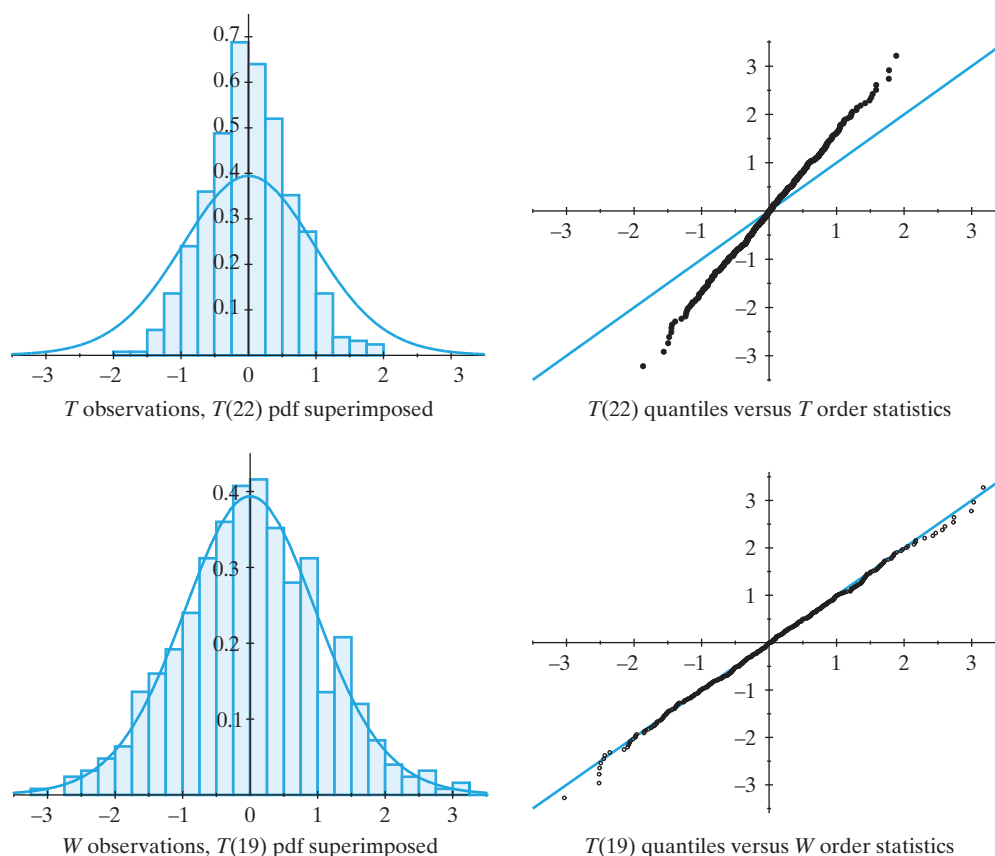 0.7
0.6
0.5
0.4
0.3
0.2
0.1
–3 –2 –1 0 1 2 3
T observations, T(22) pdf superimposed
3
2
1
–3 –2 –1 1 2 3
–1
–2
–3
T(22) quantiles versus T order statistics
0.4
0.3
0.2
0.1
–3 –2 –1 0 1 2 3
W observations, T(19) pdf superimposed
3
2
1
–3 –2 –1 1 2 3
–1
–2
–3
T(19) quantiles versus W order statistics